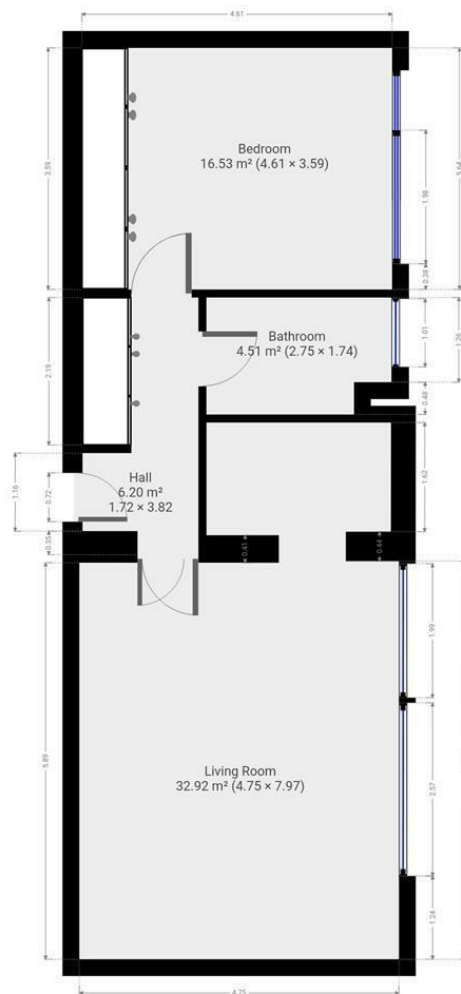 4.61
Bedroom
16.53 m² (4.61 × 3.59)
3.59
5.64
1.98
0.38
Bathroom
4.51 m² (2.75 × 1.74)
1.01
1.26
2.19
0.48
Hall
6.20 m²
1.72 × 3.82
1.16
0.72
0.35
1.62
0.41
0.44
1.99
5.89
Living Room
32.92 m² (4.75 × 7.97)
2.57
1.24
4.75